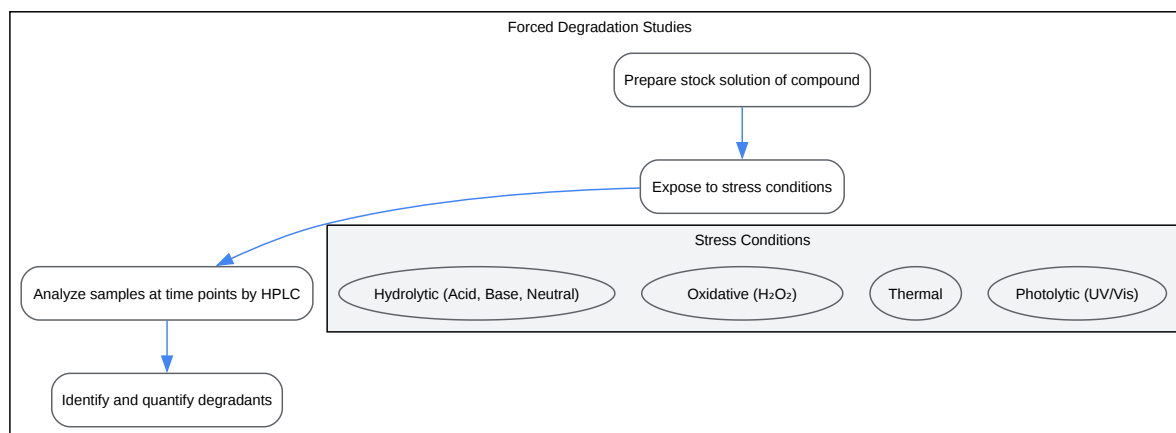 Forced Degradation Studies
Prepare stock solution of compound
Expose to stress conditions
Stress Conditions
Hydrolytic (Acid, Base, Neutral)
Oxidative (H₂O₂)
Thermal
Photolytic (UV/Vis)
Analyze samples at time points by HPLC
Identify and quantify degradants